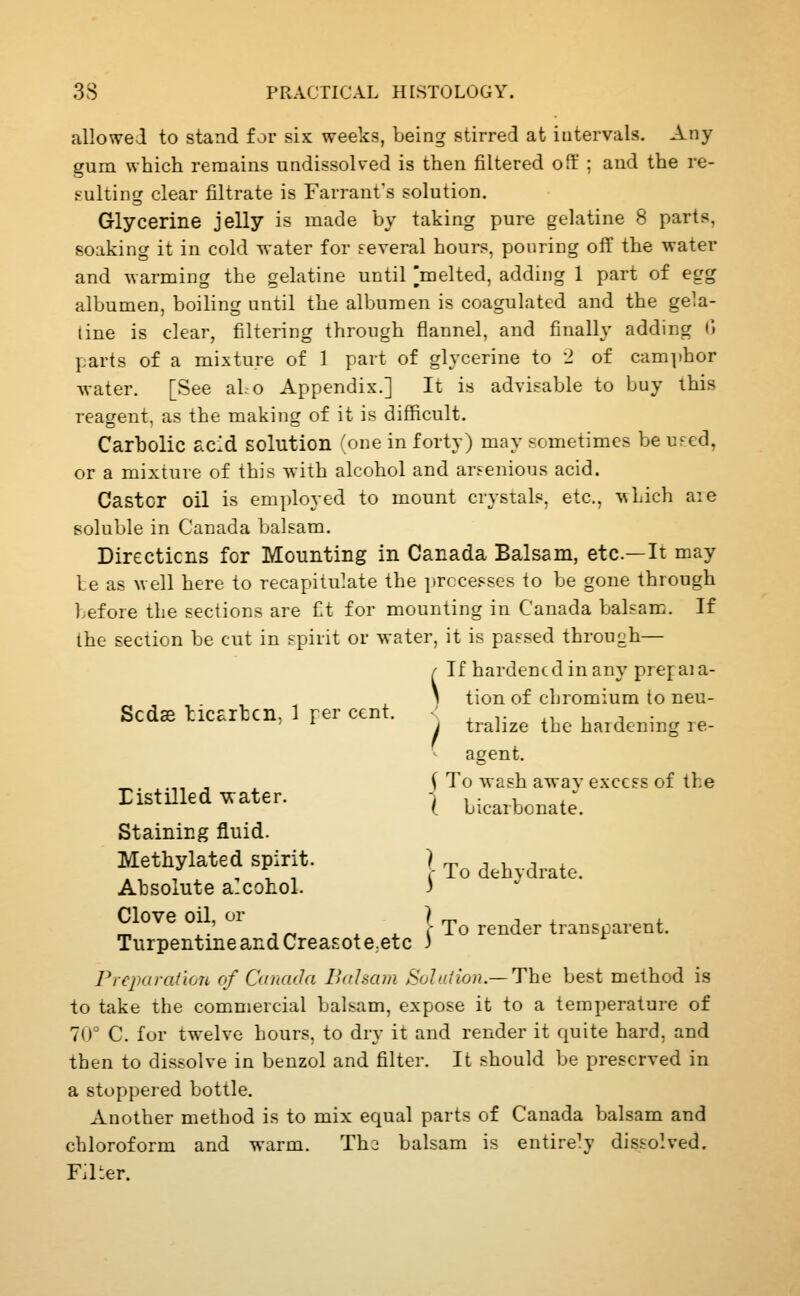 38 PRACTICAL HISTOLOGY.
allowed to stand for six weeks, being stirred at intervals. Any
gum which remains undissolved is then filtered off ; and the re-
sulting clear filtrate is Farrant's solution.
Glycerine jelly is made by taking pure gelatine 8 parts,
soaking it in cold water for several hours, pouring off the water
and warming the gelatine until melted, adding 1 part of egg
albumen, boiling until the albumen is coagulated and the gela-
tine is clear, filtering through flannel, and finally adding 6
parts of a mixture of 1 part of glycerine to 2 of camphor
water. [See also Appendix.] It is advisable to buy this
reagent, as the making of it is difficult.
Carbolic acid solution (one in forty) may sometimes be used,
or a mixture of this with alcohol and arsenious acid.
Castor oil is employed to mount crystals, etc., which are
soluble in Canada balsam.
Directions for Mounting in Canada Balsam, etc.—It may
be as well here to recapitulate the processes to be gone through
before the sections are fit for mounting in Canada balsam. If
the section be cut in spirit or water, it is passed through—
Sodæ bicarbon, 1 per cent. { If hardened in any prepara-
tion of chromium to neu-
tralize the hardening re-
agent.
Distilled water. { To wash away excess of the
bicarbonate.
Staining fluid.
Methylated spirit.
Absolute alcohol. } To dehydrate.
Clove oil, or
Turpentine and Creasote, etc } To render transparent.
Preparation of Canada Balsam Solution.—The best method is
to take the commercial balsam, expose it to a temperature of
70° C. for twelve hours, to dry it and render it quite hard, and
then to dissolve in benzol and filter. It should be preserved in
a stoppered bottle.
Another method is to mix equal parts of Canada balsam and
chloroform and warm. The balsam is entirely dissolved.
Filter.